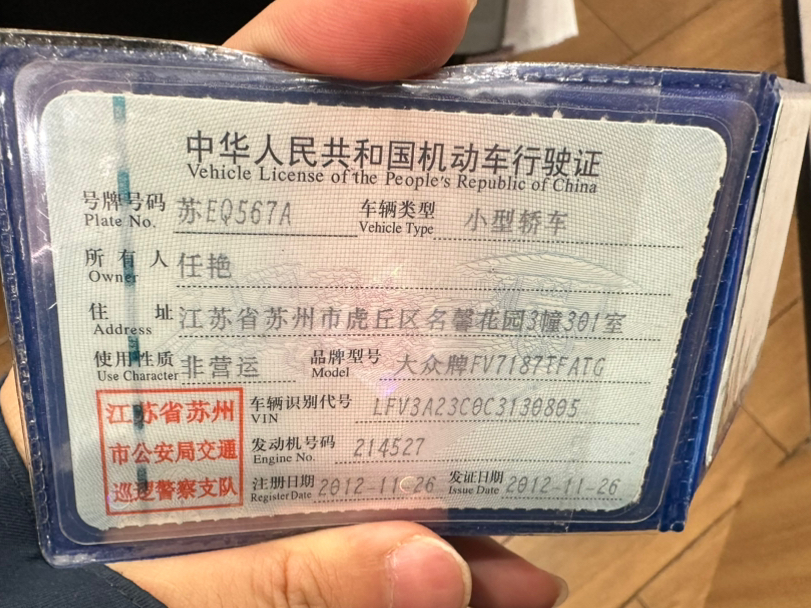 中华人民共和国机动车行驶证
Vehicle License of the People's Republic of China
号牌号码 苏EQ567A 车辆类型 小型轿车
Plate No. Vehicle Type
所有人 任艳
Owner
住址 江苏省苏州市虎丘区名馨花园3幢301室
Address
使用性质 非营运 品牌型号 大众牌FV7187TFATG
Use Character Model
江苏省苏州
市公安局交通
巡逻警察支队
车辆识别代号 LFV3A23C0C3130805
VIN
发动机号码 214527
Engine No.
注册日期 2012-11-26 发证日期 2012-11-26
Register Date Issue Date